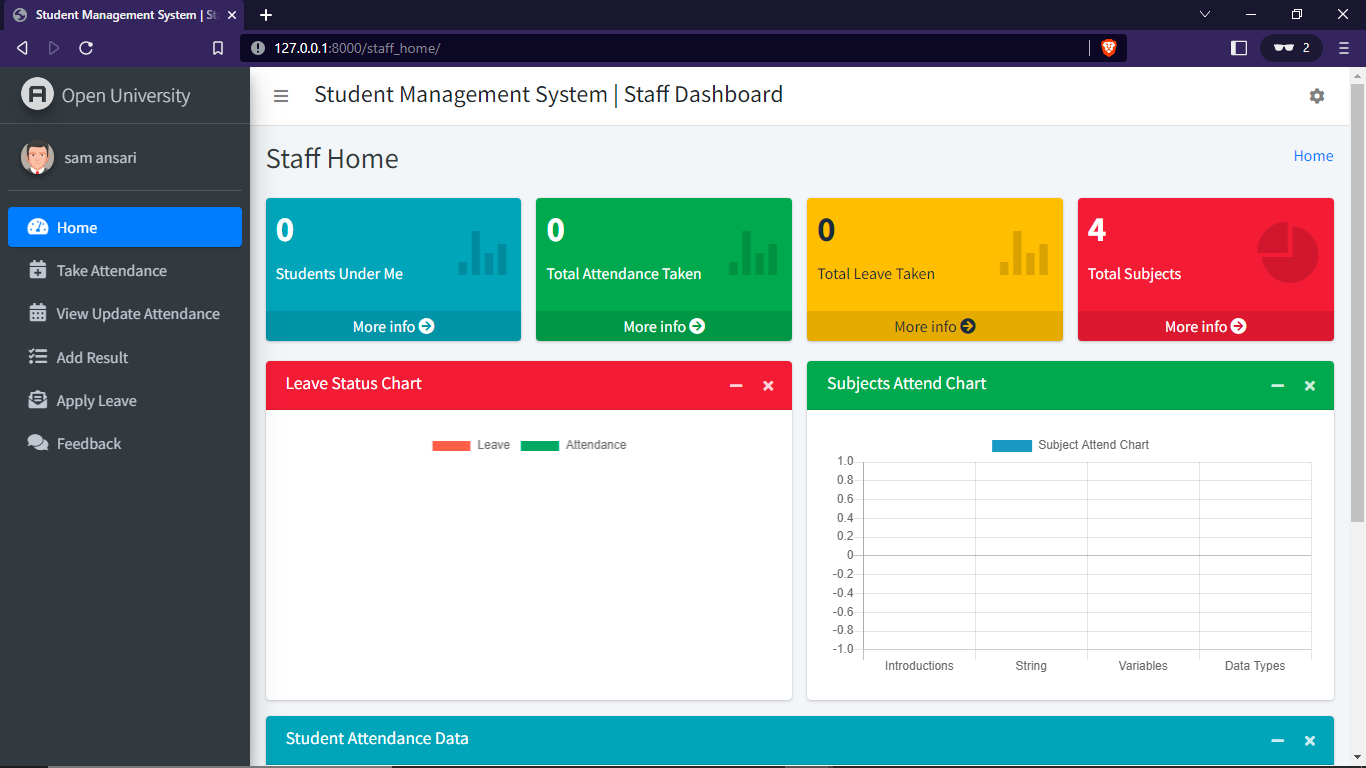 Student Management System | St
127.0.0.1:8000/staff_home/
2
Open University
Student Management System | Staff Dashboard
sam ansari
Staff Home
Home
Home
Take Attendance
View Update Attendance
Add Result
Apply Leave
Feedback
0
Students Under Me
More info
0
Total Attendance Taken
More info
0
Total Leave Taken
More info
4
Total Subjects
More info
Leave Status Chart
Leave
Attendance
Subjects Attend Chart
Subject Attend Chart
1.0
0.8
0.6
0.4
0.2
0
-0.2
-0.4
-0.6
-0.8
-1.0
Introductions String Variables Data Types
Student Attendance Data